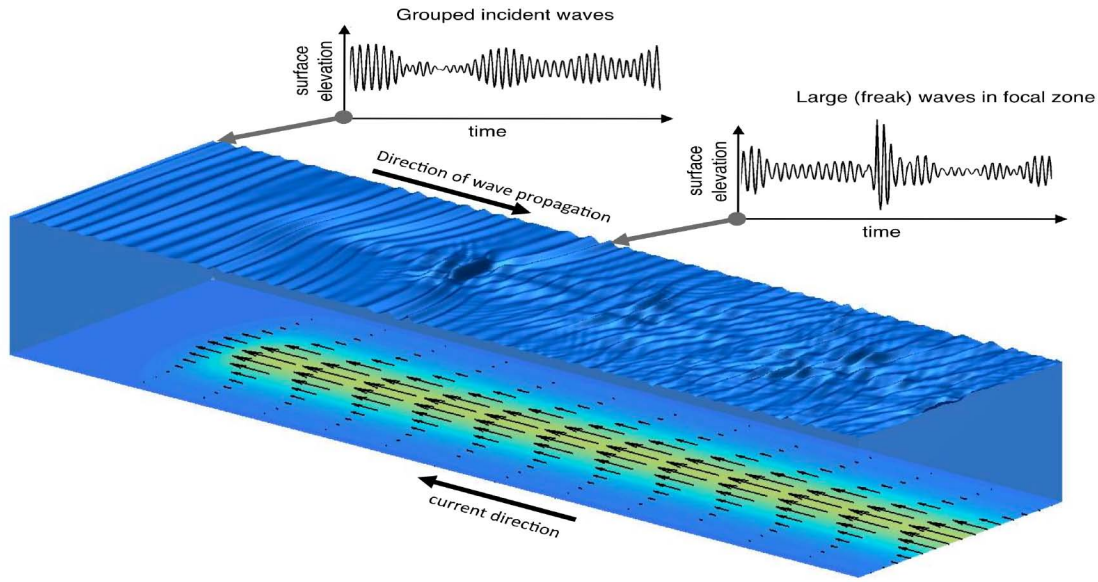 Grouped incident waves
surface
elevation
time
Large (freak) waves in focal zone
surface
elevation
time
Direction of wave propagation
current direction